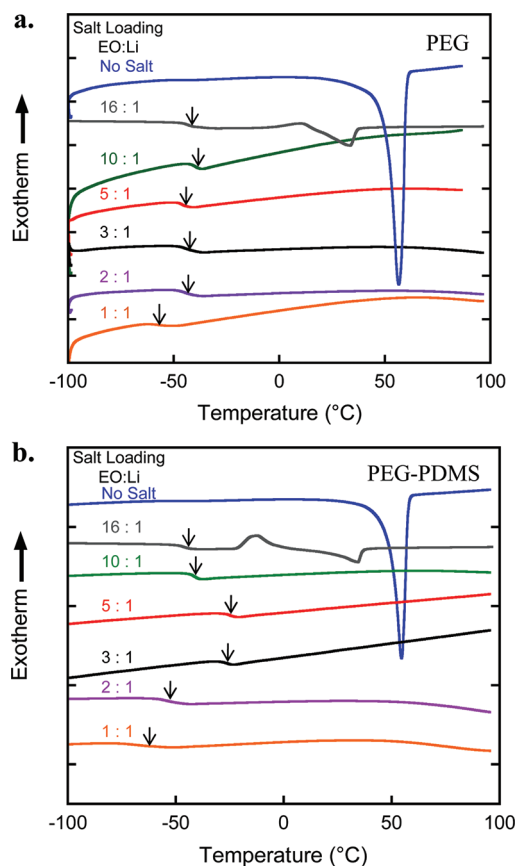 a.
Salt Loading
EO:Li
No Salt
PEG
16 : 1
10 : 1
5 : 1
3 : 1
2 : 1
1 : 1
Exotherm
-100 -50 0 50 100
Temperature (°C)
b.
Salt Loading
EO:Li
No Salt
PEG-PDMS
16 : 1
10 : 1
5 : 1
3 : 1
2 : 1
1 : 1
Exotherm
-100 -50 0 50 100
Temperature (°C)